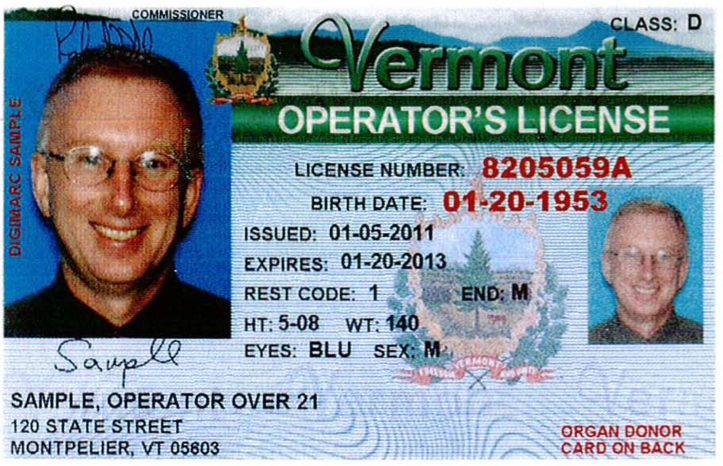 COMMISSIONER
CLASS: D
Vermont
OPERATOR'S LICENSE
DIGIMARC SAMPLE
LICENSE NUMBER: 8205059A
BIRTH DATE: 01-20-1953
ISSUED: 01-05-2011
EXPIRES: 01-20-2013
REST CODE: 1 END: M
HT: 5-08 WT: 140
EYES: BLU SEX: M
VERMONT
Sample
SAMPLE, OPERATOR OVER 21
120 STATE STREET
MONTPELIER, VT 05603
ORGAN DONOR
CARD ON BACK